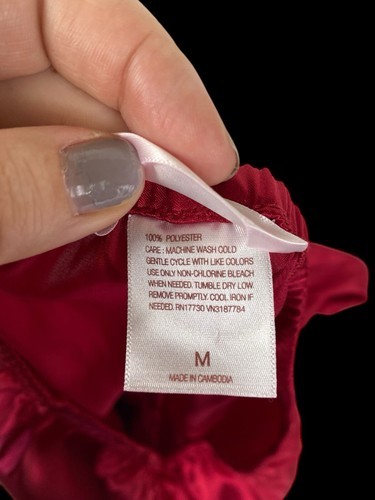 100% POLYESTER
CARE: MACHINE WASH COLD
GENTLE CYCLE WITH LIKE COLORS
USE ONLY NON-CHLORINE BLEACH
WHEN NEEDED. TUMBLE DRY LOW.
REMOVE PROMPTLY. COOL IRON IF
NEEDED. RN17730 VN3187784
M
MADE IN CAMBODIA